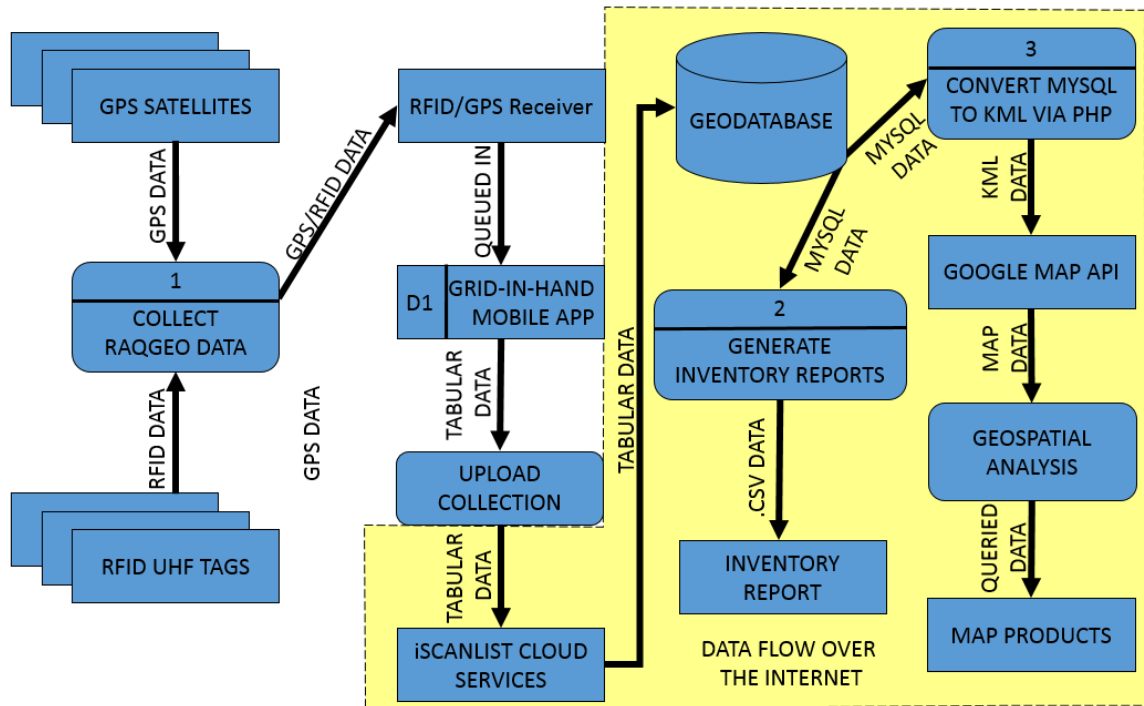 GPS SATELLITES
GPS DATA
1
COLLECT
RAQGEO DATA
RFID DATA
RFID UHF TAGS
GPS/RFID DATA
GPS DATA
RFID/GPS Receiver
QUEUED IN
D1
GRID-IN-HAND
MOBILE APP
TABULAR
DATA
UPLOAD
COLLECTION
TABULAR
DATA
iSCANLIST CLOUD
SERVICES
TABULAR DATA
GEODATABASE
MYSQL
DATA
MYSQL
DATA
2
GENERATE
INVENTORY REPORTS
.CSV DATA
INVENTORY
REPORT
DATA FLOW OVER
THE INTERNET
3
CONVERT MYSQL
TO KML VIA PHP
KML
DATA
GOOGLE MAP API
MAP
DATA
GEOSPATIAL
ANALYSIS
QUERIED
DATA
MAP PRODUCTS